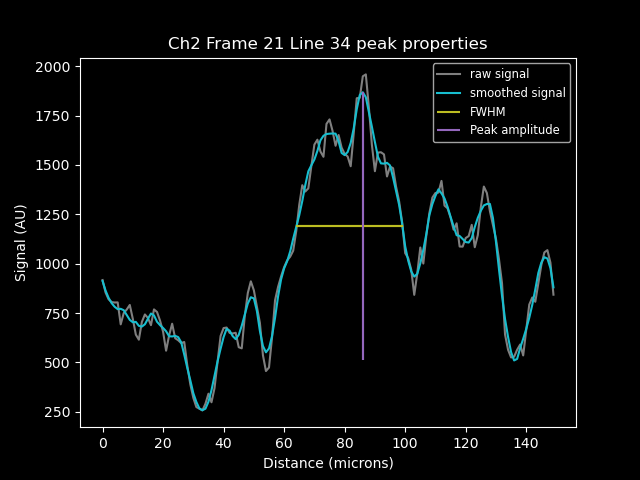 Ch2 Frame 21 Line 34 peak properties
raw signal
smoothed signal
FWHM
Peak amplitude
Signal (AU)
2000
1750
1500
1250
1000
750
500
250
0 20 40 60 80 100 120 140
Distance (microns)